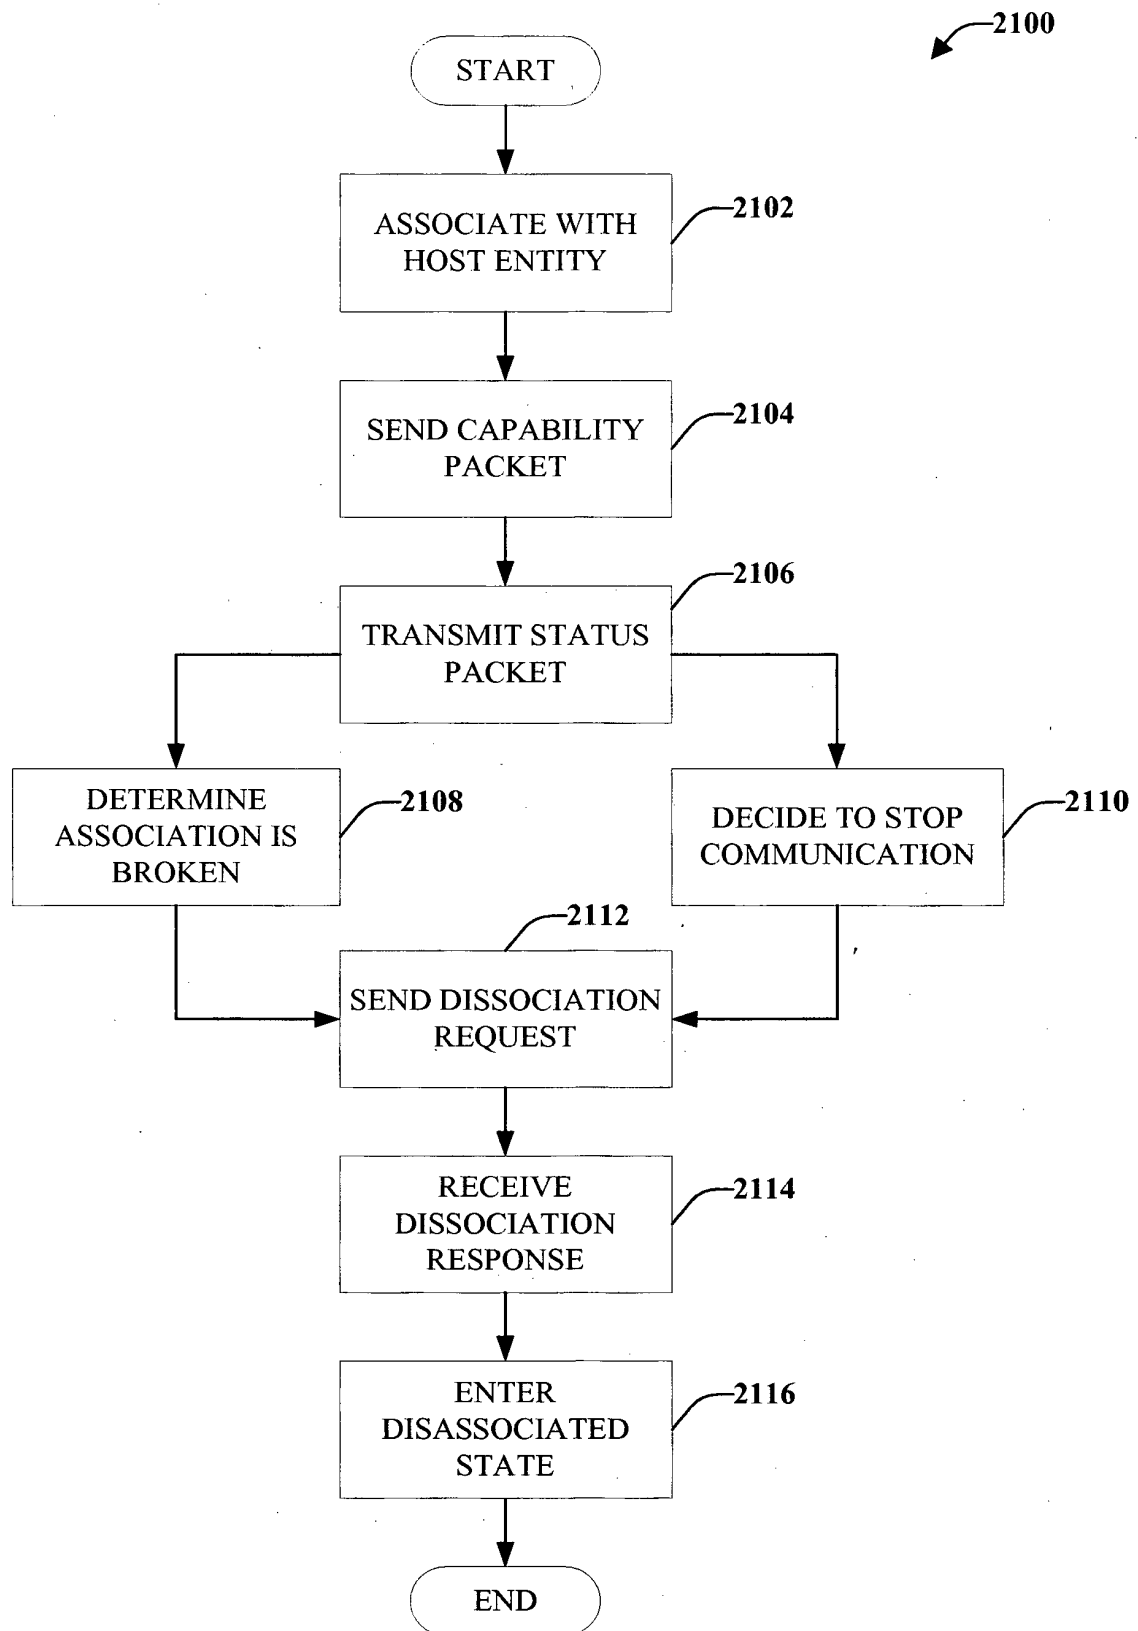 2100
START
ASSOCIATE WITH
HOST ENTITY
2102
SEND CAPABILITY
PACKET
2104
2106
TRANSMIT STATUS
PACKET
DETERMINE
ASSOCIATION IS
BROKEN
2108
DECIDE TO STOP
COMMUNICATION
2110
2112
SEND DISSOCIATION
REQUEST
RECEIVE
DISSOCIATION
RESPONSE
2114
ENTER
DISASSOCIATED
STATE
2116
END